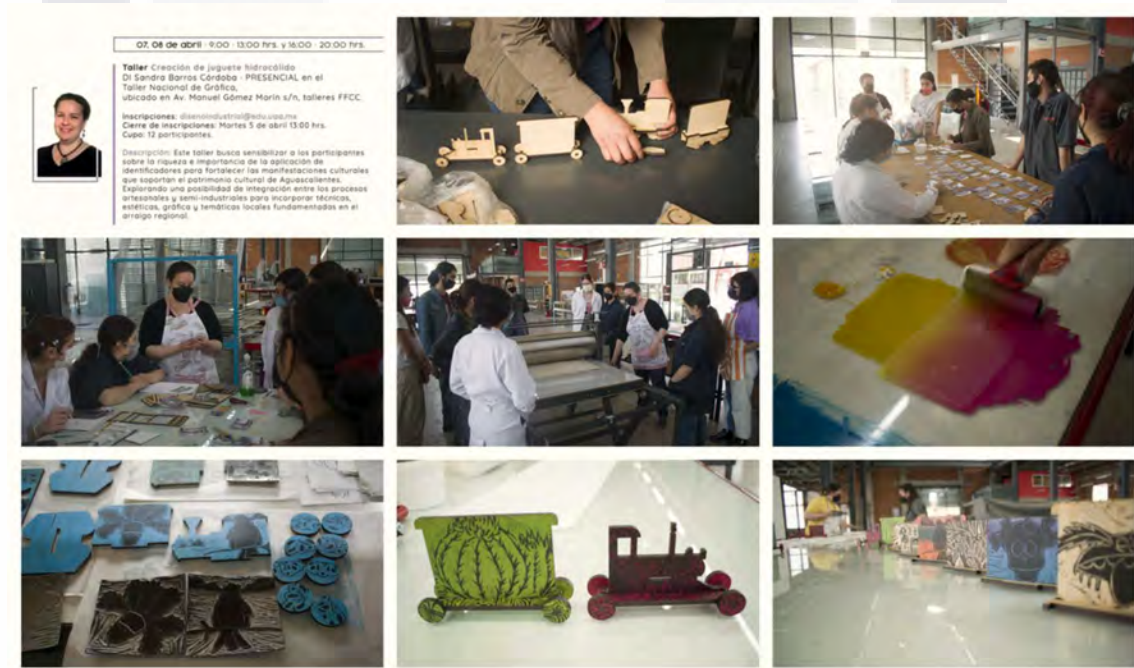 07, 08 de abril · 9:00 - 13:00 hrs. y 16:00 - 20:00 hrs.
Taller Creación de juguete hidrocálido
DI Sandra Barros Córdoba - PRESENCIAL en el
Taller Nacional de Gráfica,
ubicado en Av. Manuel Gómez Morín s/n, talleres FFCC.
Inscripciones: disenoindustrial@edu.uaa.mx
Cierre de inscripciones: Martes 5 de abril 13:00 hrs.
Cupo: 12 participantes.
Descripción: Este taller busca sensibilizar a los participantes
sobre la riqueza e importancia de la aplicación de
identificadores para fortalecer las manifestaciones culturales
que soportan el patrimonio cultural de Aguascalientes.
Explorando una posibilidad de integración entre los procesos
artesanales y semi-industriales para incorporar técnicas,
estéticas, gráfica y temáticas locales fundamentadas en el
arraigo regional.